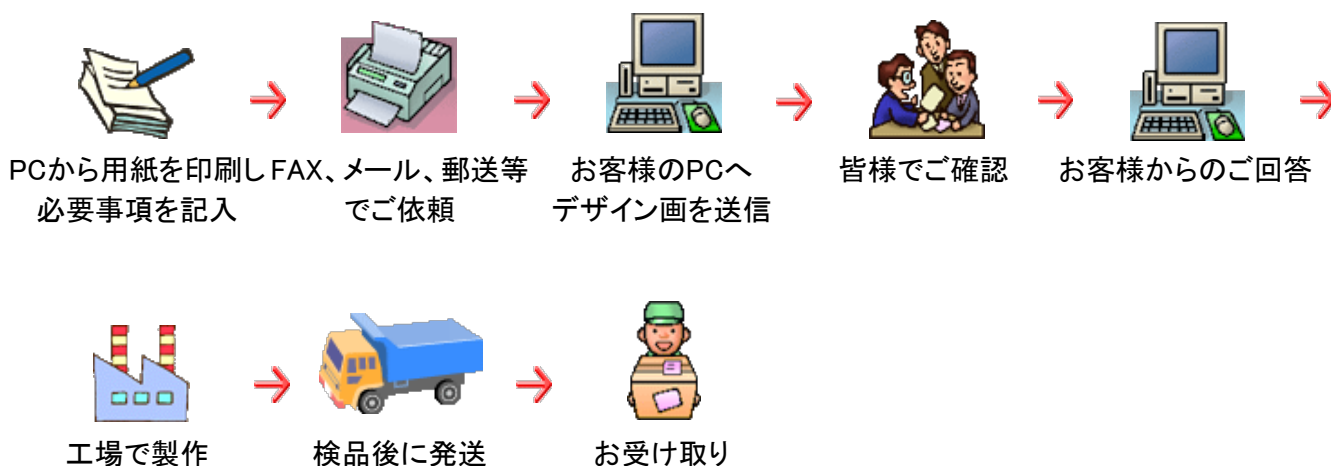 PCから用紙を印刷し
必要事項を記入
FAX、メール、郵送等
でご依頼
お客様のPCへ
デザイン画を送信
皆様でご確認
お客様からのご回答
工場で製作
検品後に発送
お受け取り